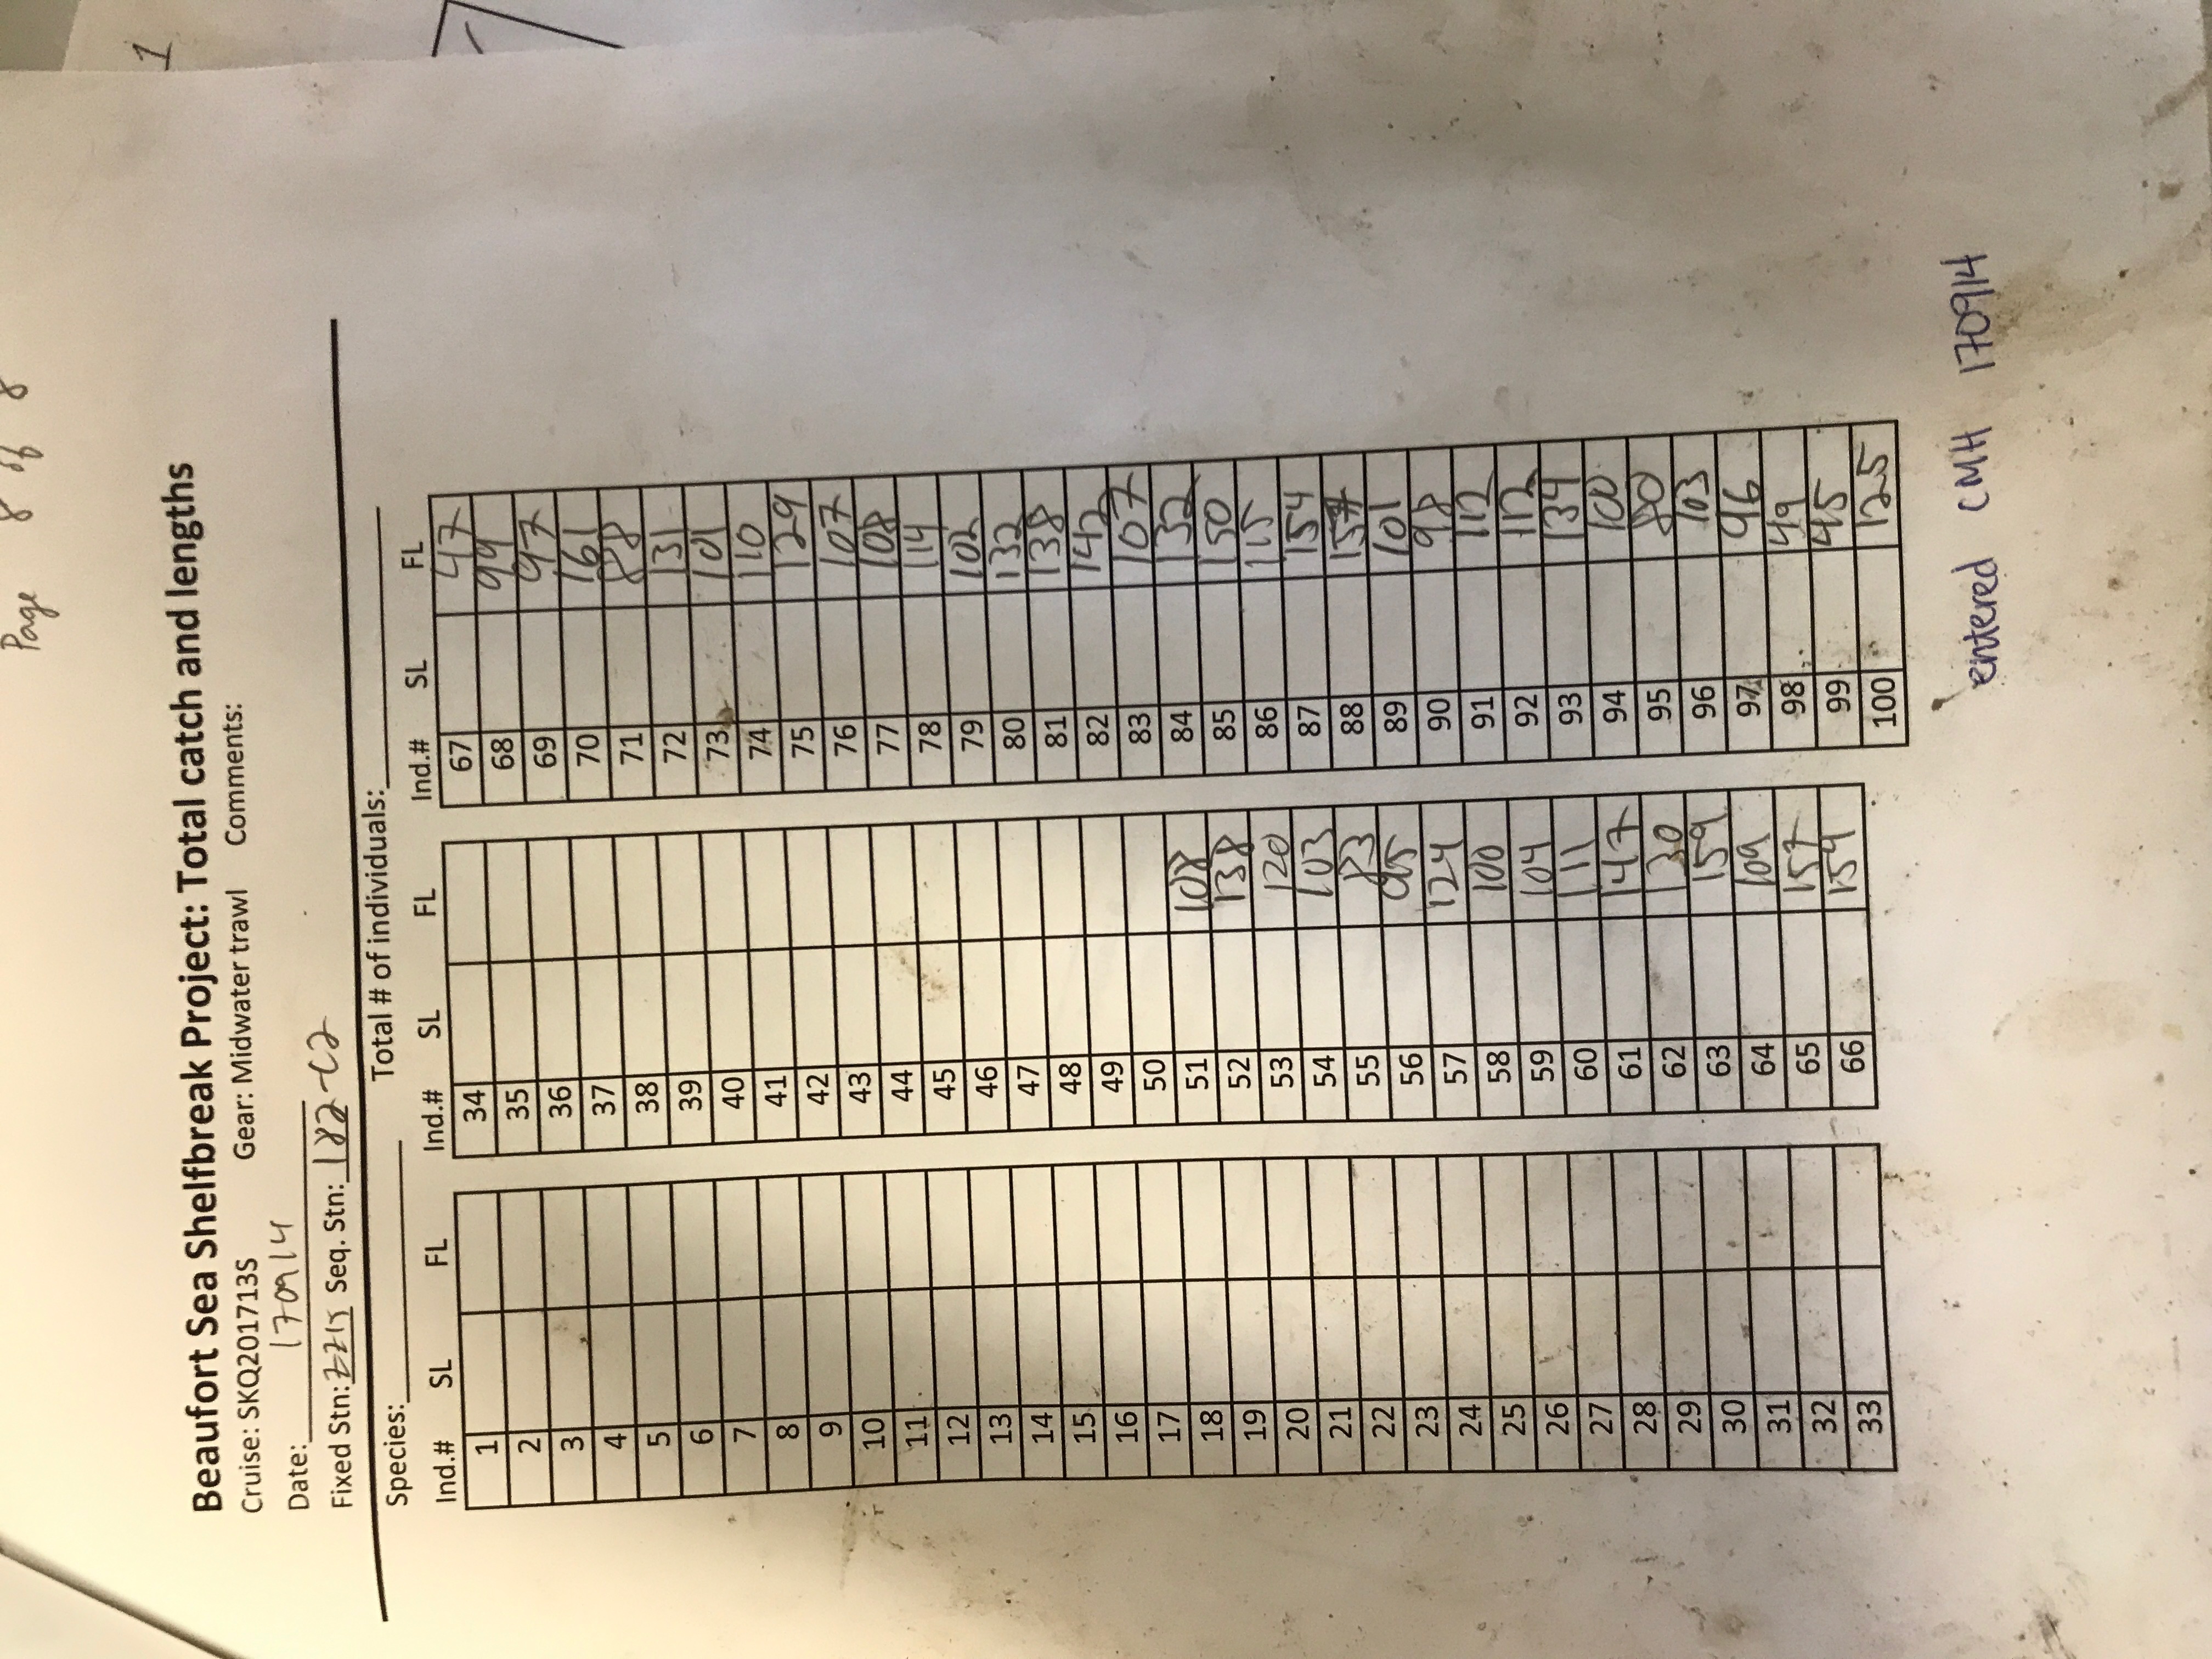 Page 8 of 8
1
Beaufort Sea Shelfbreak Project: Total catch and lengths
Cruise: SKQ201713S Gear: Midwater trawl Comments:
Date: 170914
Fixed Stn: Seq. Stn: 182-C2
Species: Total # of individuals:
Ind.# SL FL Ind.# SL FL Ind.# SL FL
1 34 67 47
2 35 68 99
3 36 69 97
4 37 70 161
5 38 71 88
6 39 72 131
7 40 73 101
8 41 74 110
9 42 75 129
10 43 76 107
11 44 77 108
12 45 78 114
13 46 79 102
14 47 80 132
15 48 81 138
16 49 82 142
17 50 83 107
18 51 108 84 132
19 52 138 85 150
20 53 120 86 115
21 54 103 87 154
22 55 83 88
23 56 95 89 101
24 57 124 90 98
25 58 100 91 112
26 59 104 92 112
27 60 111 93 134
28 61 147 94 100
29 62 130 95 80
30 63 159 96 103
31 64 109 97 96
32 65 157 98 49
33 66 154 99 45
100 125
entered CMH 170914